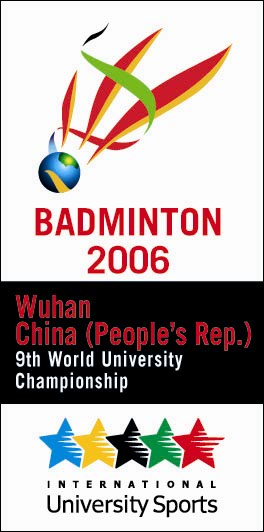 BADMINTON
2006
Wuhan
China (People's Rep.)
9th World University
Championship
INTERNATIONAL
University Sports